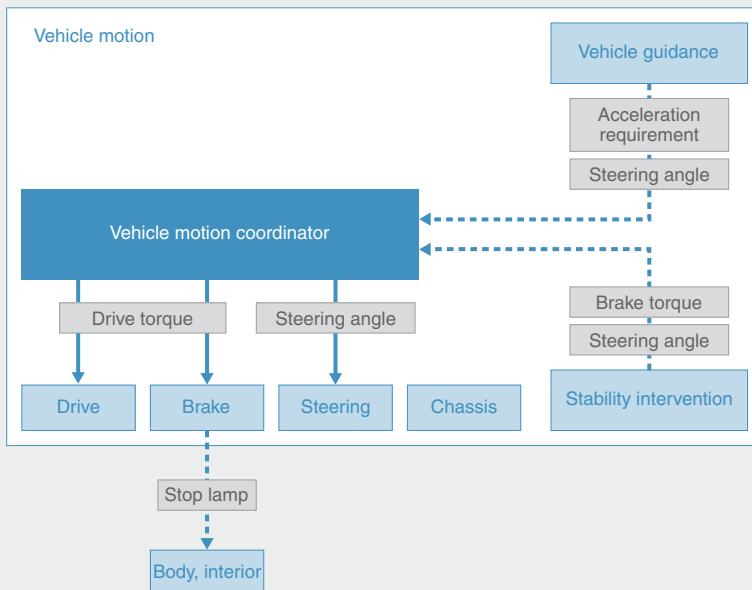 Vehicle motion
Vehicle guidance
Acceleration
requirement
Steering angle
Vehicle motion coordinator
Drive torque
Steering angle
Brake torque
Steering angle
Drive
Brake
Steering
Chassis
Stability intervention
Stop lamp
Body, interior